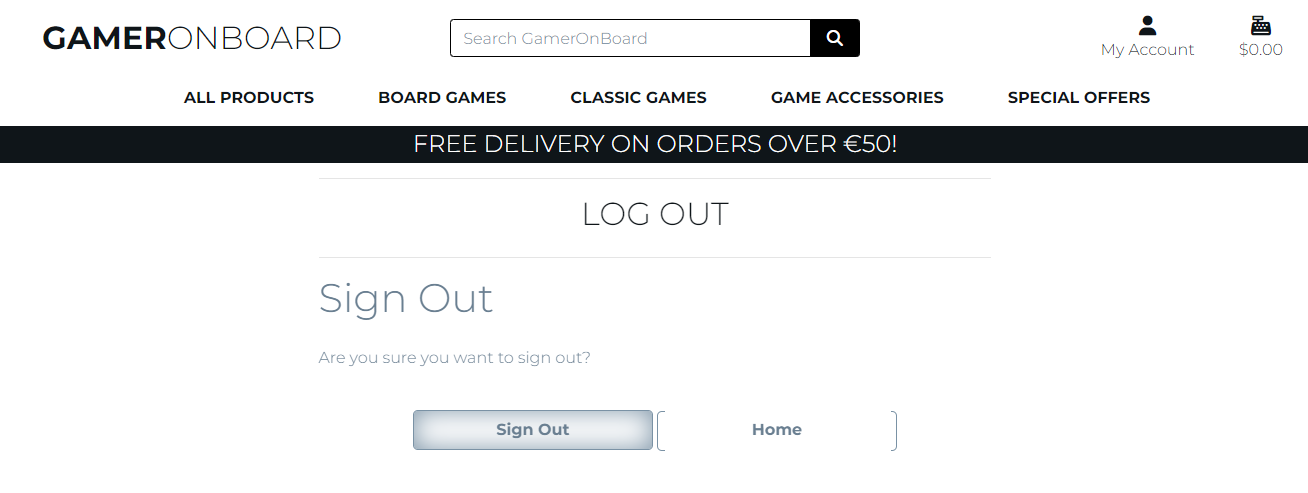 GAMERONBOARD
Search GamerOnBoard
My Account
$0.00
ALL PRODUCTS BOARD GAMES CLASSIC GAMES GAME ACCESSORIES SPECIAL OFFERS
FREE DELIVERY ON ORDERS OVER €50!
LOG OUT
Sign Out
Are you sure you want to sign out?
Sign Out Home